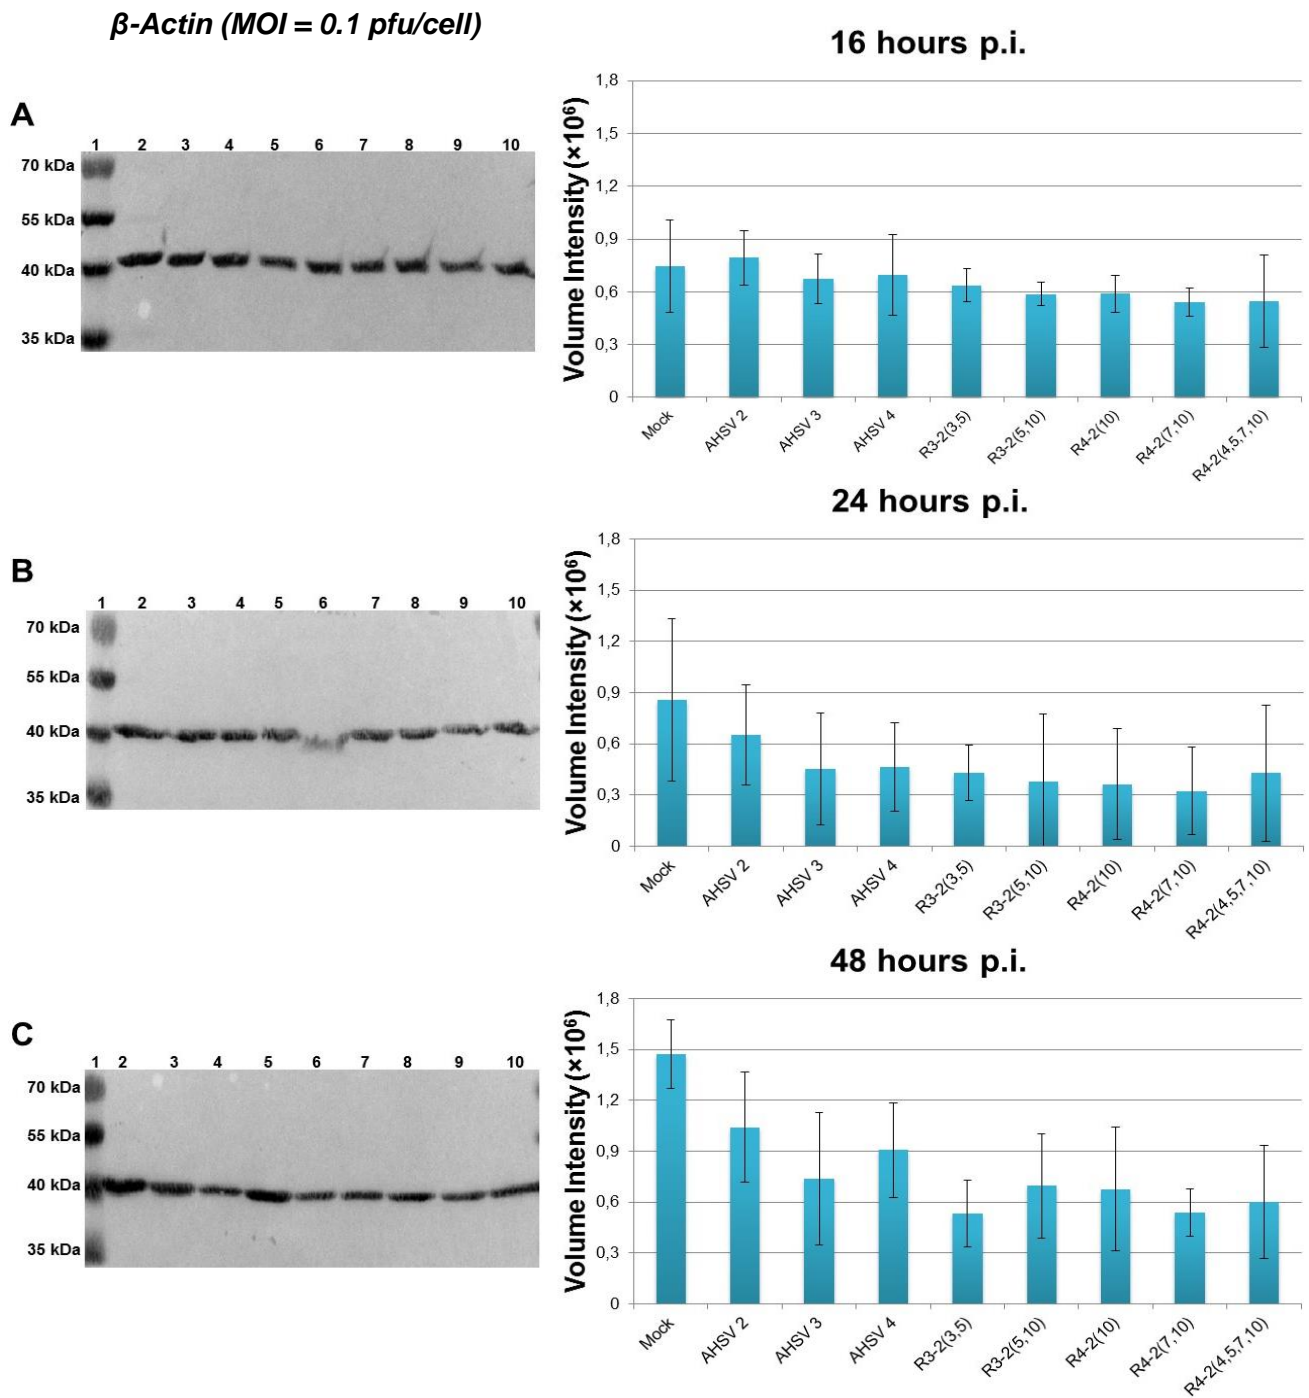 β-Actin (MOI = 0.1 pfu/cell)
A
1 2 3 4 5 6 7 8 9 10
70 kDa
55 kDa
40 kDa
35 kDa
16 hours p.i.
Volume Intensity (×10⁶)
1,8
1,5
1,2
0,9
0,6
0,3
0
Mock
AHSV 2
AHSV 3
AHSV 4
R3-2(3,5)
R3-2(5,10)
R4-2(10)
R4-2(7,10)
R4-2(4,5,7,10)
B
1 2 3 4 5 6 7 8 9 10
70 kDa
55 kDa
40 kDa
35 kDa
24 hours p.i.
Volume Intensity (×10⁶)
1,8
1,5
1,2
0,9
0,6
0,3
0
Mock
AHSV 2
AHSV 3
AHSV 4
R3-2(3,5)
R3-2(5,10)
R4-2(10)
R4-2(7,10)
R4-2(4,5,7,10)
C
1 2 3 4 5 6 7 8 9 10
70 kDa
55 kDa
40 kDa
35 kDa
48 hours p.i.
Volume Intensity (×10⁶)
1,8
1,5
1,2
0,9
0,6
0,3
0
Mock
AHSV 2
AHSV 3
AHSV 4
R3-2(3,5)
R3-2(5,10)
R4-2(10)
R4-2(7,10)
R4-2(4,5,7,10)